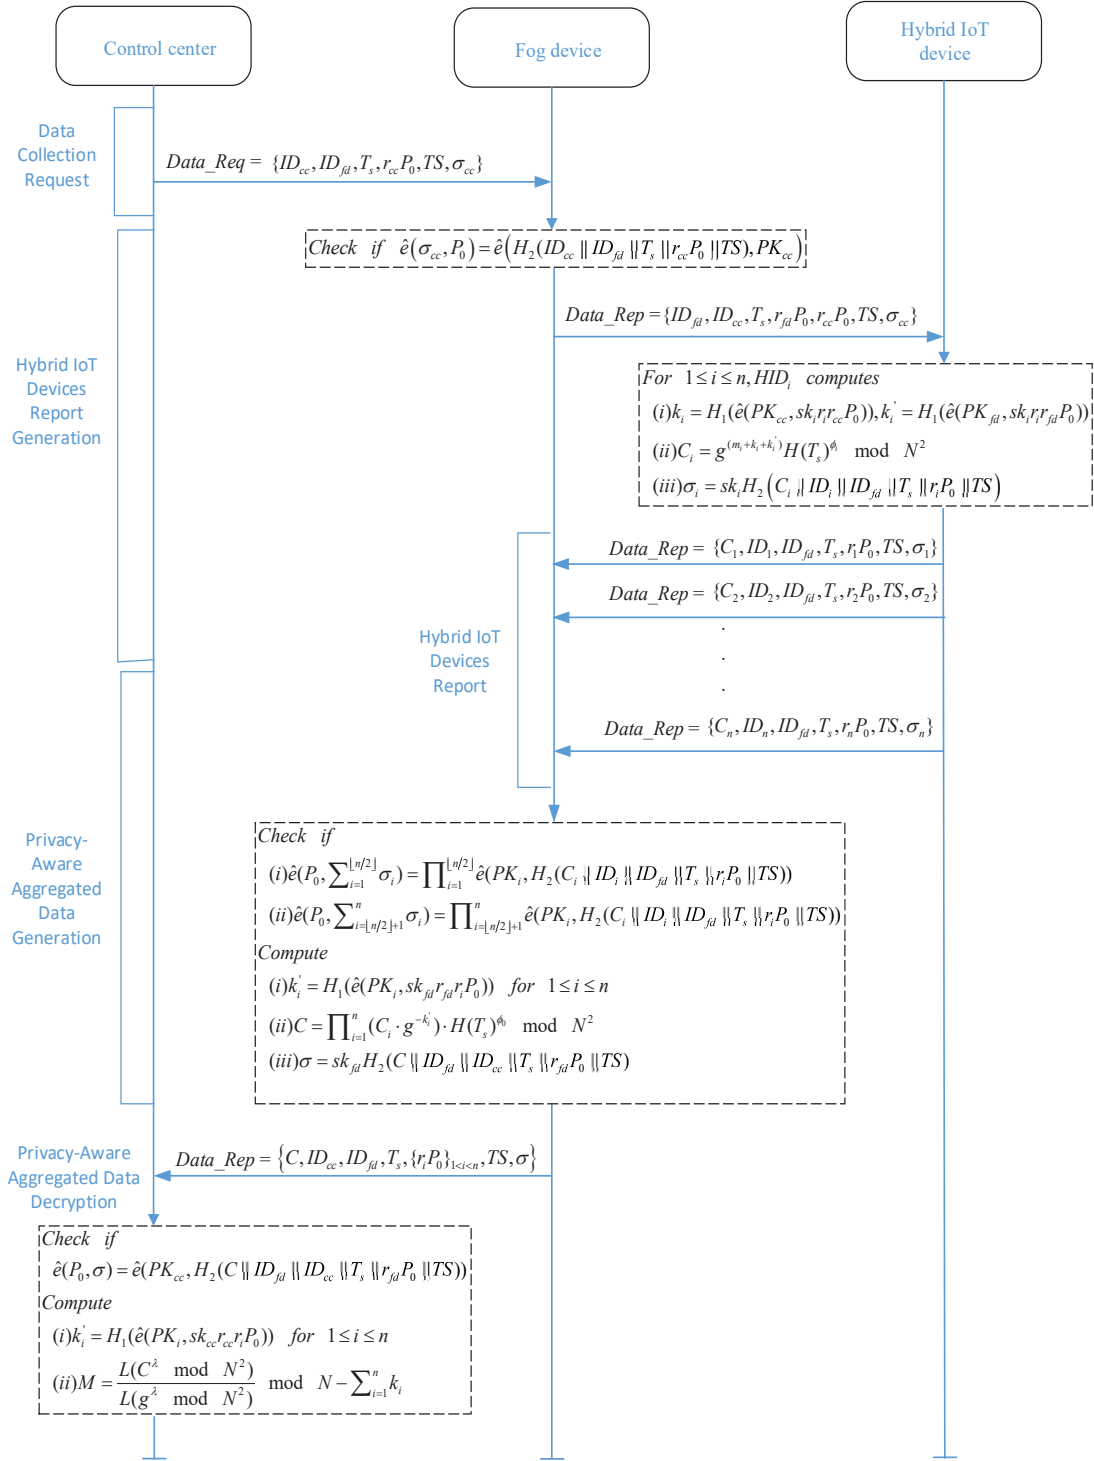 Control center
Fog device
Hybrid IoT
device
Data
Collection
Request
Data_Req = {ID_cc, ID_fd, T_s, r_cc P_0, TS, σ_cc}
Check if ê(σ_cc, P_0) = ê(H_2(ID_cc || ID_fd || T_s || r_cc P_0 || TS), PK_cc)
Data_Rep = {ID_fd, ID_cc, T_s, r_fd P_0, r_cc P_0, TS, σ_cc}
Hybrid IoT
Devices
Report
Generation
For 1 ≤ i ≤ n, HID_i computes
(i) k_i = H_1(ê(PK_cc, sk_i r_i r_cc P_0)), k_i' = H_1(ê(PK_fd, sk_i r_i r_fd P_0))
(ii) C_i = g^(m_i + k_i + k_i') H(T_s)^ϕ_i mod N^2
(iii) σ_i = sk_i H_2(C_i || ID_i || ID_fd || T_s || r_i P_0 || TS)
Data_Rep = {C_1, ID_1, ID_fd, T_s, r_1 P_0, TS, σ_1}
Data_Rep = {C_2, ID_2, ID_fd, T_s, r_2 P_0, TS, σ_2}
.
.
.
Hybrid IoT
Devices
Report
Data_Rep = {C_n, ID_n, ID_fd, T_s, r_n P_0, TS, σ_n}
Privacy-
Aware
Aggregated
Data
Generation
Check if
(i) ê(P_0, ∑_{i=1}^{⌊n/2⌋} σ_i) = ∏_{i=1}^{⌊n/2⌋} ê(PK_i, H_2(C_i || ID_i || ID_fd || T_s || r_i P_0 || TS))
(ii) ê(P_0, ∑_{i=⌊n/2⌋+1}^{n} σ_i) = ∏_{i=⌊n/2⌋+1}^{n} ê(PK_i, H_2(C_i || ID_i || ID_fd || T_s || r_i P_0 || TS))
Compute
(i) k_i' = H_1(ê(PK_i, sk_fd r_fd r_i P_0)) for 1 ≤ i ≤ n
(ii) C = ∏_{i=1}^{n} (C_i · g^{-k_i'}) · H(T_s)^{ϕ_0} mod N^2
(iii) σ = sk_fd H_2(C || ID_fd || ID_cc || T_s || r_fd P_0 || TS)
Privacy-Aware
Aggregated Data
Decryption
Data_Rep = {C, ID_cc, ID_fd, T_s, {r_i P_0}_{1<i<n}, TS, σ}
Check if
ê(P_0, σ) = ê(PK_cc, H_2(C || ID_fd || ID_cc || T_s || r_fd P_0 || TS))
Compute
(i) k_i' = H_1(ê(PK_i, sk_cc r_cc r_i P_0)) for 1 ≤ i ≤ n
(ii) M = L(C^λ mod N^2) / L(g^λ mod N^2) mod N − ∑_{i=1}^{n} k_i